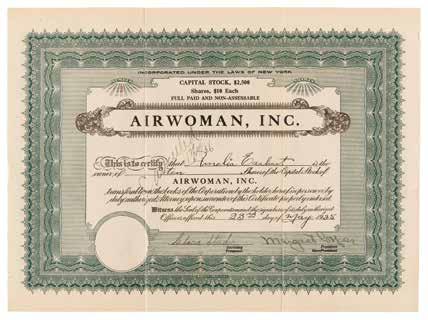 INCORPORATED UNDER THE LAWS OF NEW YORK
CAPITAL STOCK, $2,500
Shares, $10 Each
FULL PAID AND NON-ASSESSABLE
AIRWOMAN, INC.
This is to certify that Amelia Earhart is the
owner of Ten Shares of the Capital Stock of
AIRWOMAN, INC.
transferable on the books of the Corporation by the holder hereof in person or by
duly authorized Attorney upon surrender of this Certificate properly endorsed.
Witness, the Seal of the Corporation and the signatures of its duly authorized
Officers affixed this 23rd day of May 1935